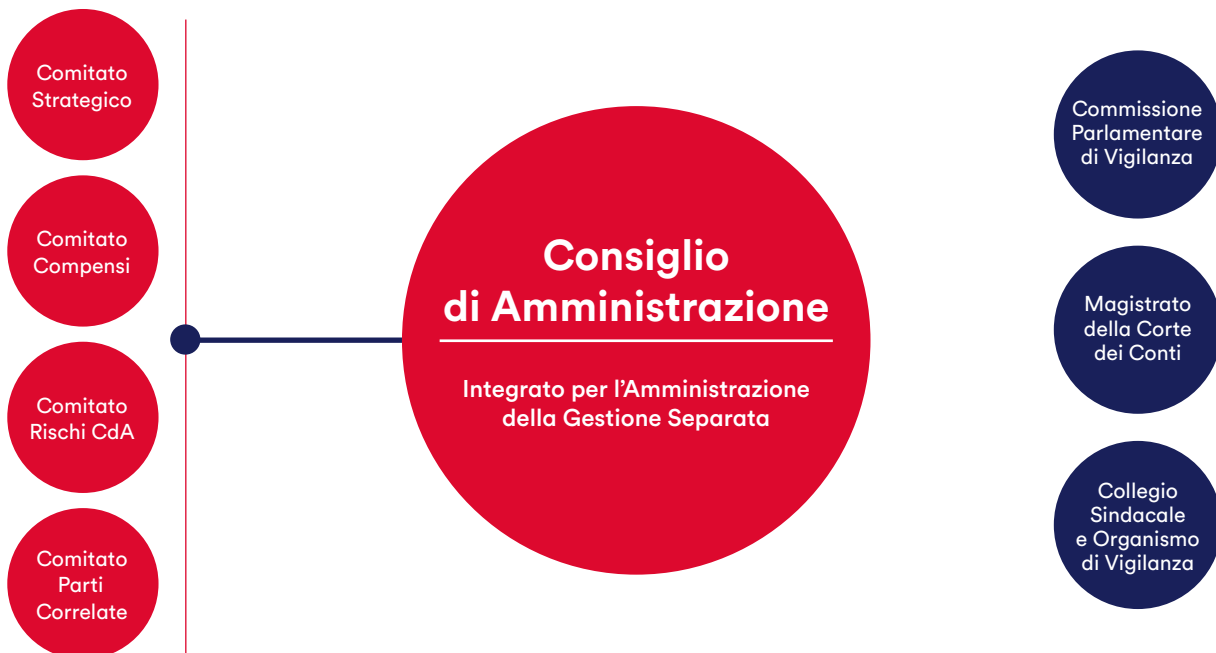 Comitato
Strategico
Comitato
Compensi
Comitato
Rischi CdA
Comitato
Parti
Correlate
Consiglio
di Amministrazione
Integrato per l’Amministrazione
della Gestione Separata
Commissione
Parlamentare
di Vigilanza
Magistrato
della Corte
dei Conti
Collegio
Sindacale
e Organismo
di Vigilanza